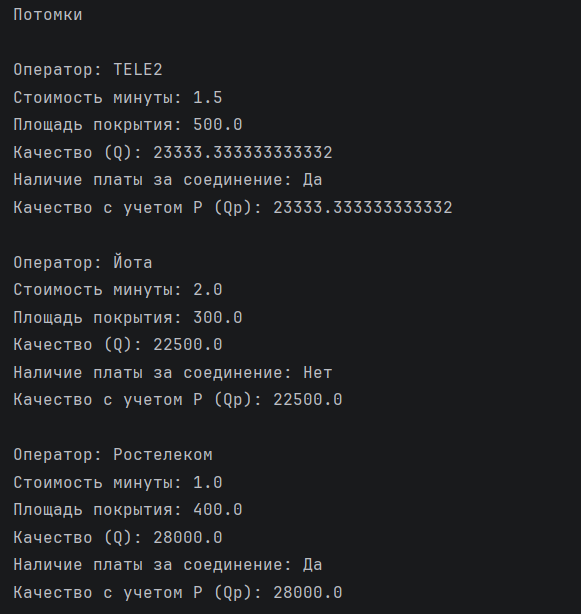 Потомки
Оператор: TELE2
Стоимость минуты: 1.5
Площадь покрытия: 500.0
Качество (Q): 23333.333333333332
Наличие платы за соединение: Да
Качество с учетом P (Qp): 23333.333333333332
Оператор: Йота
Стоимость минуты: 2.0
Площадь покрытия: 300.0
Качество (Q): 22500.0
Наличие платы за соединение: Нет
Качество с учетом P (Qp): 22500.0
Оператор: Ростелеком
Стоимость минуты: 1.0
Площадь покрытия: 400.0
Качество (Q): 28000.0
Наличие платы за соединение: Да
Качество с учетом P (Qp): 28000.0